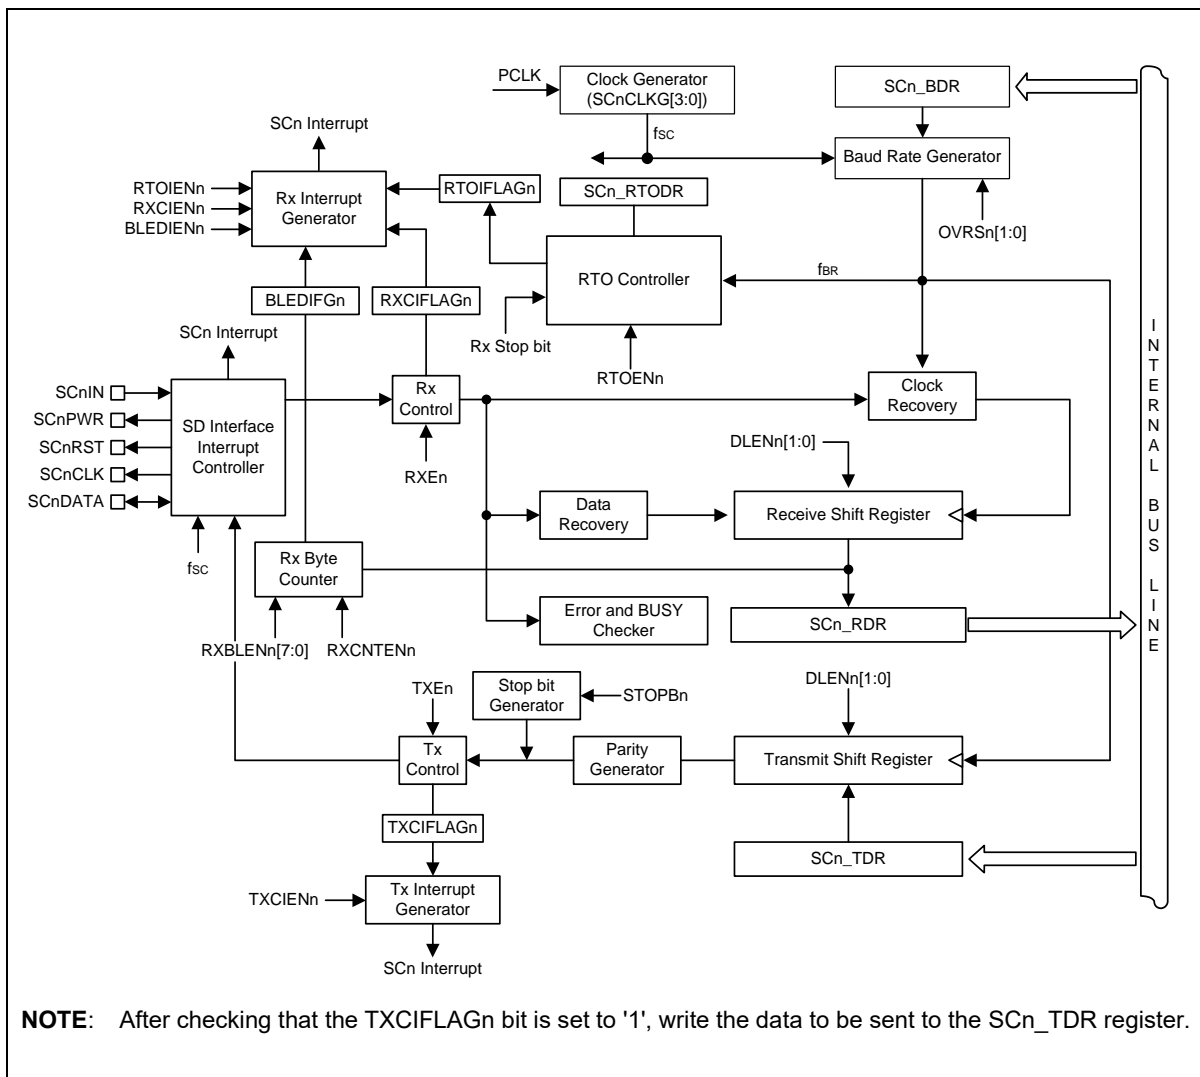 PCLK
Clock Generator
(SCnCLKG[3:0])
SCn_BDR
fSC
Baud Rate Generator
OVRSn[1:0]
SCn Interrupt
RTOIENn
RXCIENn
BLEDIENn
Rx Interrupt
Generator
RTOIFLAGn
SCn_RTODR
RTO Controller
fBR
BLEDIFGn
RXCIFLAGn
Rx Stop bit
RTOENn
SCn Interrupt
SCnIN
SCnPWR
SCnRST
SCnCLK
SCnDATA
SD Interface
Interrupt
Controller
fSC
Rx
Control
RXEn
Clock
Recovery
DLENn[1:0]
Data
Recovery
Receive Shift Register
Rx Byte
Counter
RXBLENn[7:0]
RXCNTENn
Error and BUSY
Checker
SCn_RDR
INTERNAL BUS LINE
TXEn
Stop bit
Generator
STOPBn
DLENn[1:0]
Tx
Control
Parity
Generator
Transmit Shift Register
TXCIFLAGn
SCn_TDR
TXCIENn
Tx Interrupt
Generator
SCn Interrupt
NOTE: After checking that the TXCIFLAGn bit is set to '1', write the data to be sent to the SCn_TDR register.